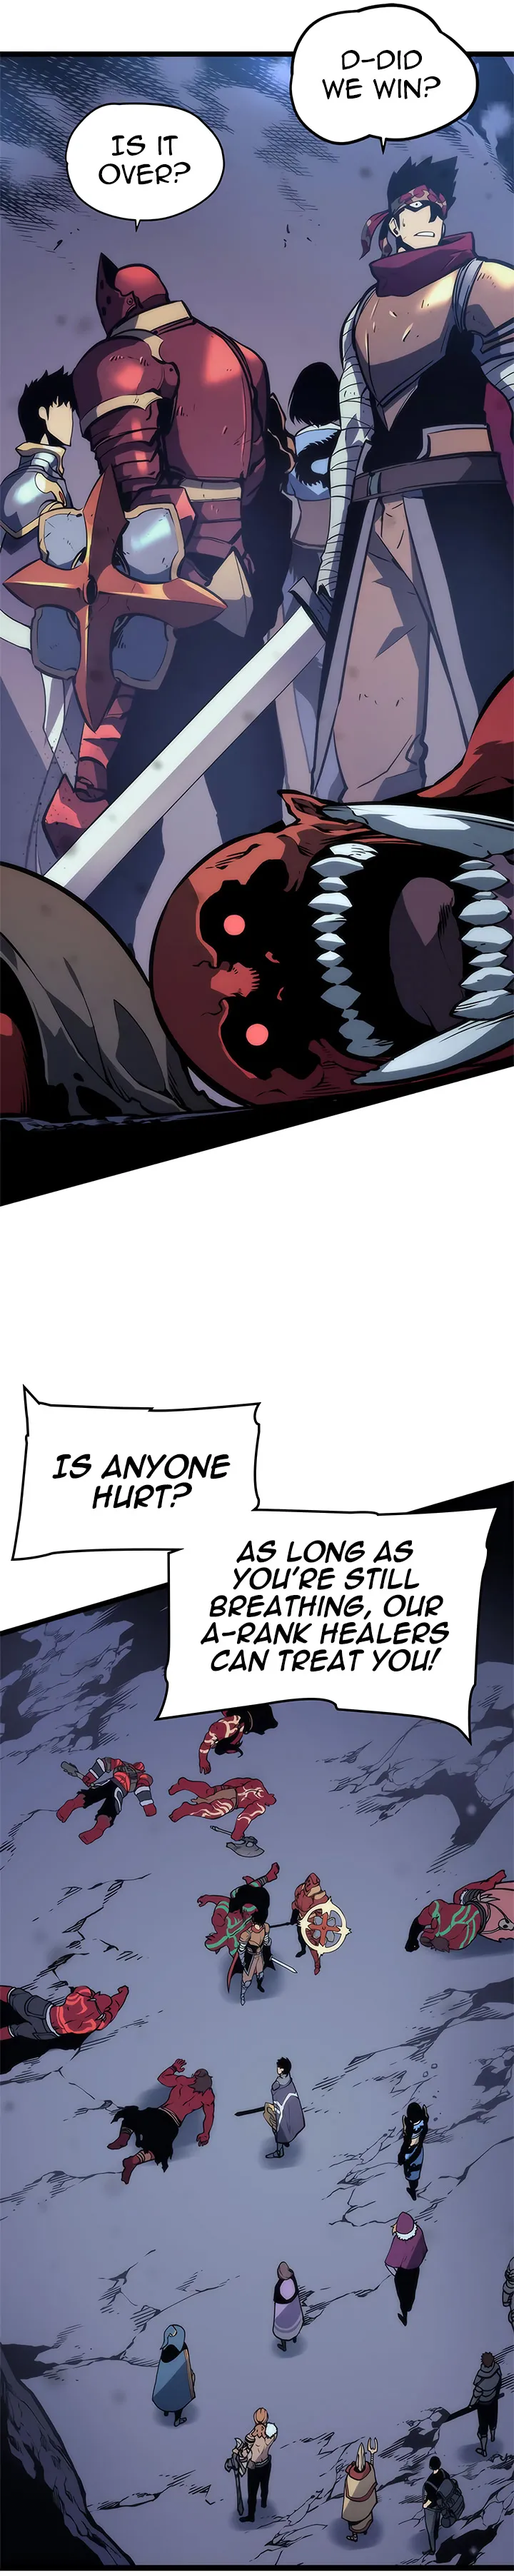 D-DID
WE WIN?
IS IT
OVER?
IS ANYONE
HURT?
AS LONG AS
YOU'RE STILL
BREATHING, OUR
A-RANK HEALERS
CAN TREAT YOU!